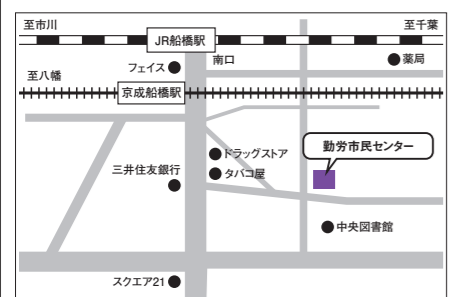 至市川
至千葉
JR船橋駅
フェイス
南口
薬局
至八幡
京成船橋駅
勤労市民センター
ドラッグストア
三井住友銀行
タバコ屋
中央図書館
スクエア21